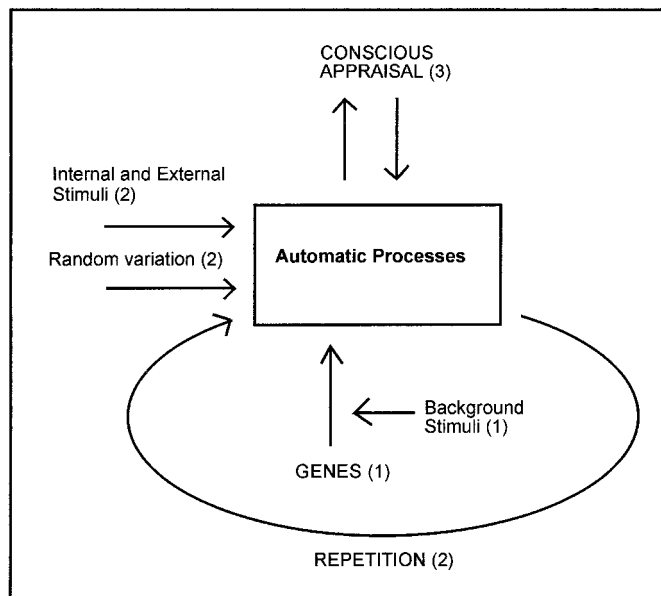 CONSCIOUS
APPRAISAL (3)
Internal and External
Stimuli (2)
Random variation (2)
Automatic Processes
Background
Stimuli (1)
GENES (1)
REPETITION (2)